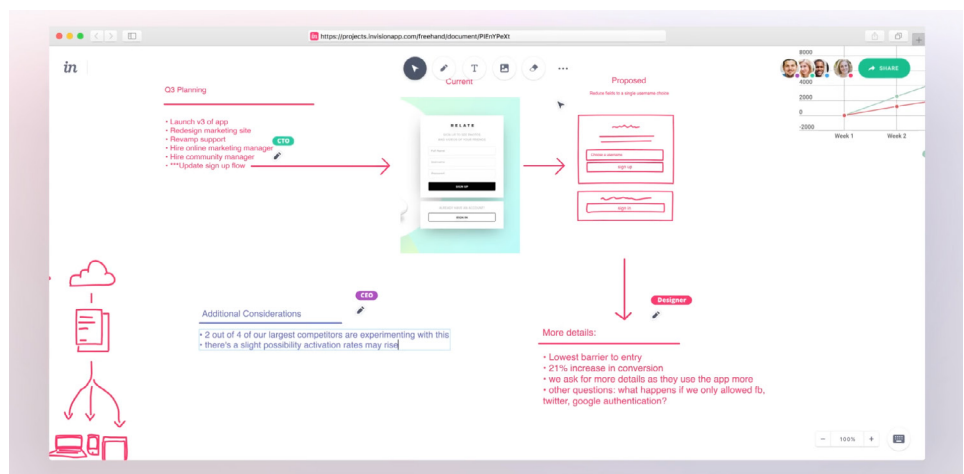 https://projects.invisionapp.com/freehand/document/PlEnYPeXt
in
in
T
SHARE
Q3 Planning
• Launch v3 of app
• Redesign marketing site
• Revamp support
• Hire online marketing manager
• Hire community manager
• ***Update sign up flow
CTO
Current
RELATE
SIGN UP
SIGN IN
Proposed
Reduce fields to a single username choice
Choose a username
sign up
sign in
8000
4000
2000
0
-2000
Week 1
Week 2
CEO
Additional Considerations
• 2 out of 4 of our largest competitors are experimenting with this
• there's a slight possibility activation rates may rise
Designer
More details:
• Lowest barrier to entry
• 21% increase in conversion
• we ask for more details as they use the app more
• other questions: what happens if we only allowed fb,
twitter, google authentication?
100%